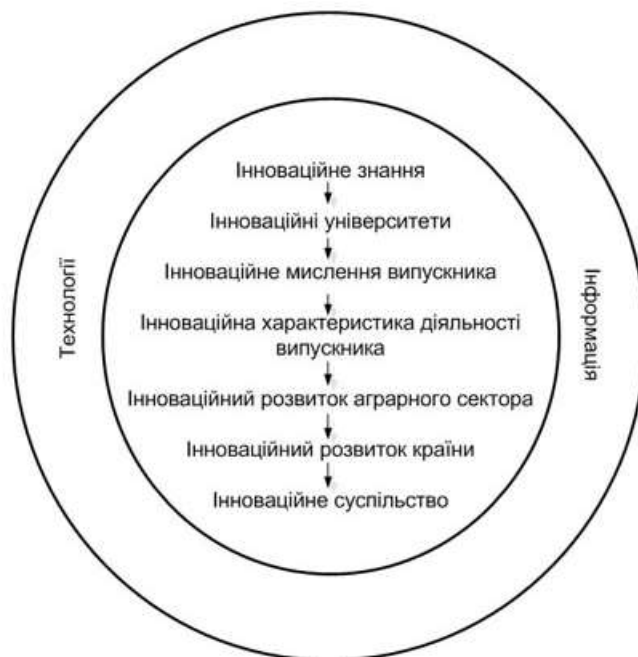 Інноваційне знання
Інноваційні університети
Інноваційне мислення випускника
Інноваційна характеристика діяльності
випускника
Інноваційний розвиток аграрного сектора
Інноваційний розвиток країни
Інноваційне суспільство
Технології
Інформація